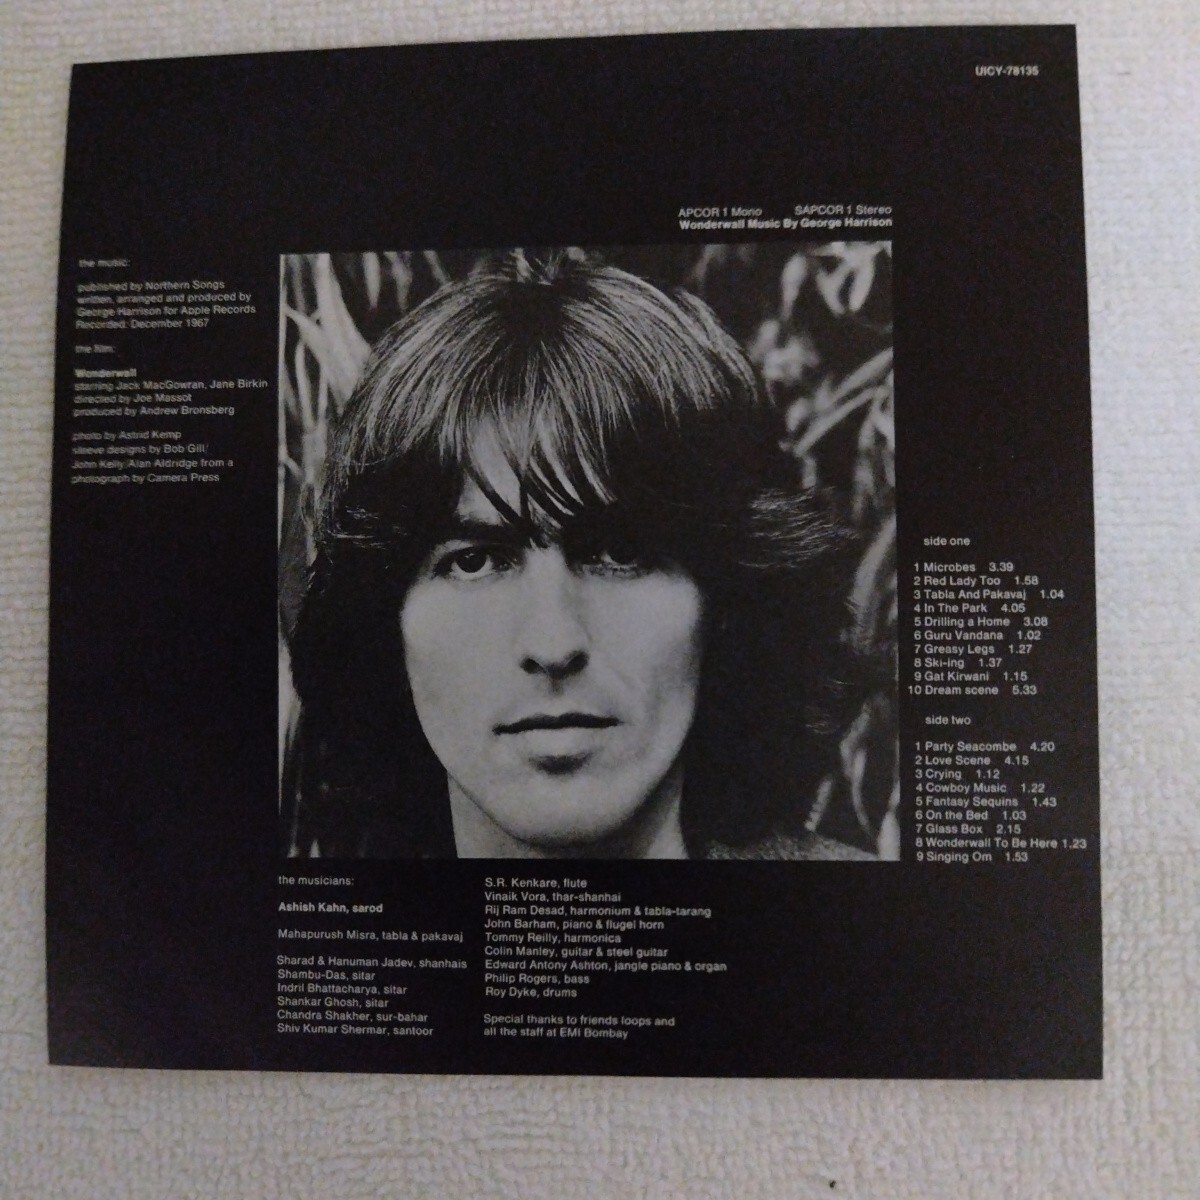 UICY-78135
APCOR 1 Mono SAPCOR 1 Stereo
Wonderwall Music By George Harrison
the music:
published by Northern Songs
written, arranged and produced by
George Harrison for Apple Records
Recorded: December 1967
the film:
Wonderwall
starring Jack MacGowran, Jane Birkin
directed by Joe Massot
produced by Andrew Bronsberg
photo by Astrid Kemp
sleeve designs by Bob Gill/
John Kelly/Alan Aldridge from a
photograph by Camera Press
side one
1 Microbes 3.39
2 Red Lady Too 1.58
3 Tabla And Pakavaj 1.04
4 In The Park 4.05
5 Drilling a Home 3.08
6 Guru Vandana 1.02
7 Greasy Legs 1.27
8 Ski-ing 1.37
9 Gat Kirwani 1.15
10 Dream scene 5.33
side two
1 Party Seacombe 4.20
2 Love Scene 4.15
3 Crying 1.12
4 Cowboy Music 1.22
5 Fantasy Sequins 1.43
6 On the Bed 1.03
7 Glass Box 2.15
8 Wonderwall To Be Here 1.23
9 Singing Om 1.53
the musicians:
Ashish Kahn, sarod
Mahapurush Misra, tabla & pakavaj
Sharad & Hanuman Jadev, shanhais
Shambu-Das, sitar
Indril Bhattacharya, sitar
Shankar Ghosh, sitar
Chandra Shakher, sur-bahar
Shiv Kumar Shermar, santoor
S.R. Kenkare, flute
Vinaik Vora, thar-shanhai
Rij Ram Desad, harmonium & tabla-tarang
John Barham, piano & flugel horn
Tommy Reilly, harmonica
Colin Manley, guitar & steel guitar
Edward Antony Ashton, jangle piano & organ
Philip Rogers, bass
Roy Dyke, drums
Special thanks to friends loops and
all the staff at EMI Bombay